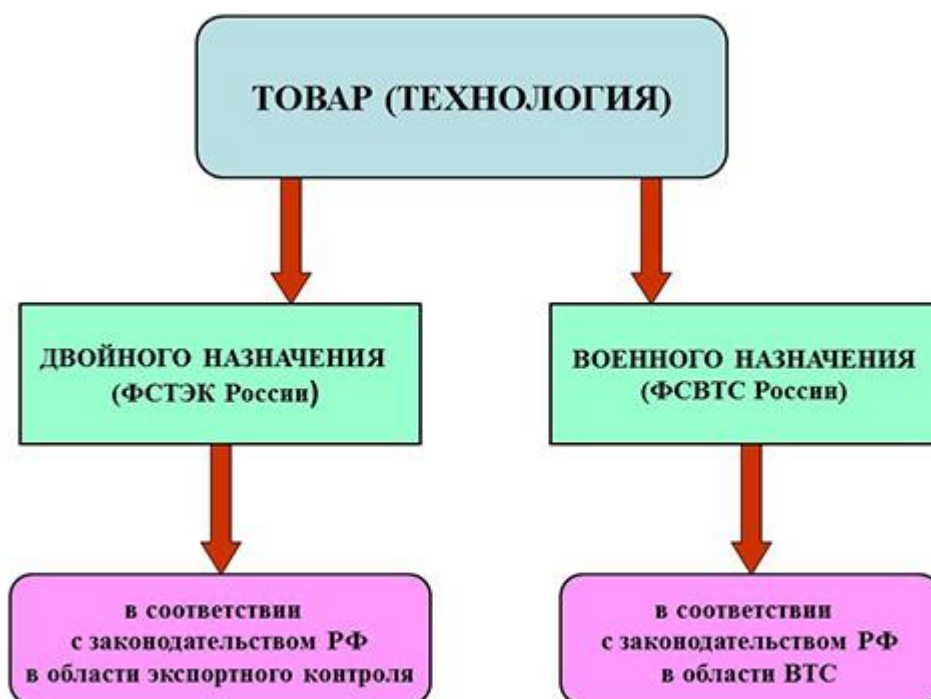 ТОВАР (ТЕХНОЛОГИЯ)
ДВОЙНОГО НАЗНАЧЕНИЯ
(ФСТЭК России)
ВОЕННОГО НАЗНАЧЕНИЯ
(ФСВТС России)
в соответствии
с законодательством РФ
в области экспортного контроля
в соответствии
с законодательством РФ
в области ВТС